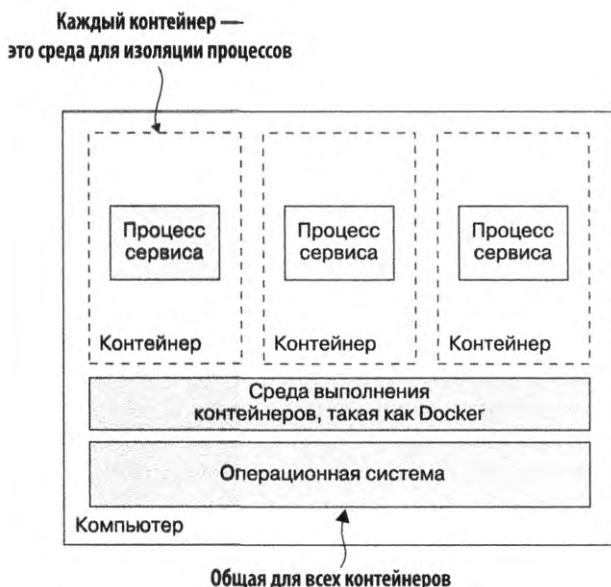 Каждый контейнер —
это среда для изоляции процессов
Процесс
сервиса
Процесс
сервиса
Процесс
сервиса
Контейнер
Контейнер
Контейнер
Среда выполнения
контейнеров, такая как Docker
Операционная система
Компьютер
Общая для всех контейнеров